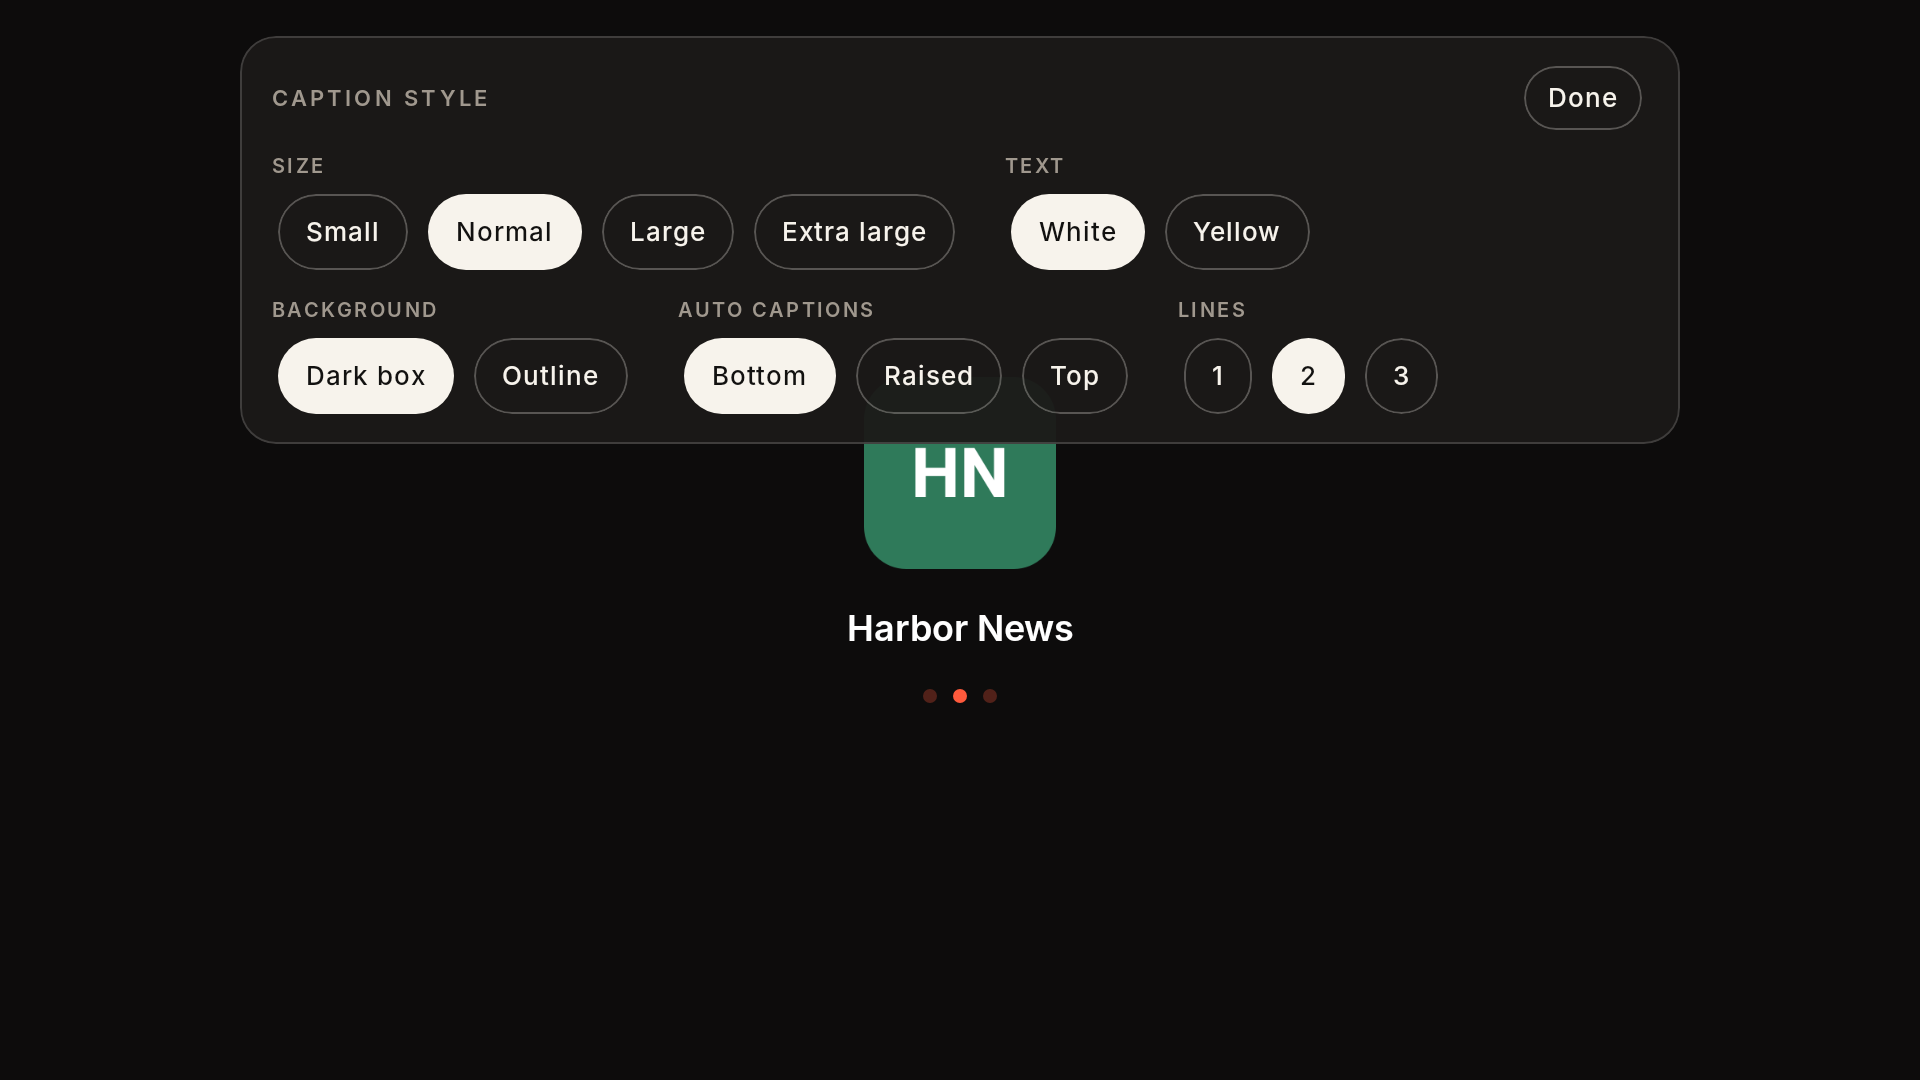 CAPTION STYLE
Done
SIZE
Small Normal Large Extra large
TEXT
White Yellow
BACKGROUND
Dark box Outline
AUTO CAPTIONS
Bottom Raised Top
LINES
1 2 3
HN
Harbor News